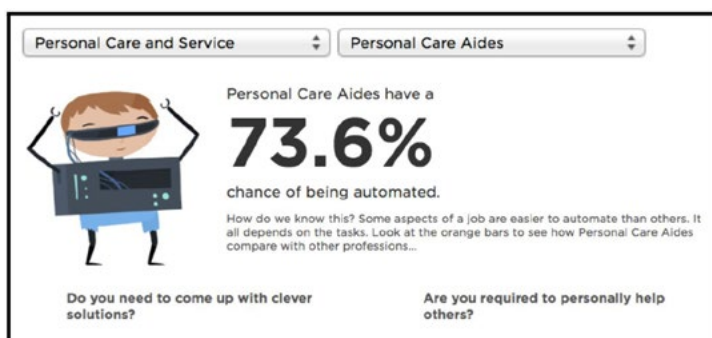 Personal Care and Service
Personal Care Aides
Personal Care Aides have a
73.6%
chance of being automated.
How do we know this? Some aspects of a job are easier to automate than others. It
all depends on the tasks. Look at the orange bars to see how Personal Care Aides
compare with other professions...
Do you need to come up with clever
solutions?
Are you required to personally help
others?